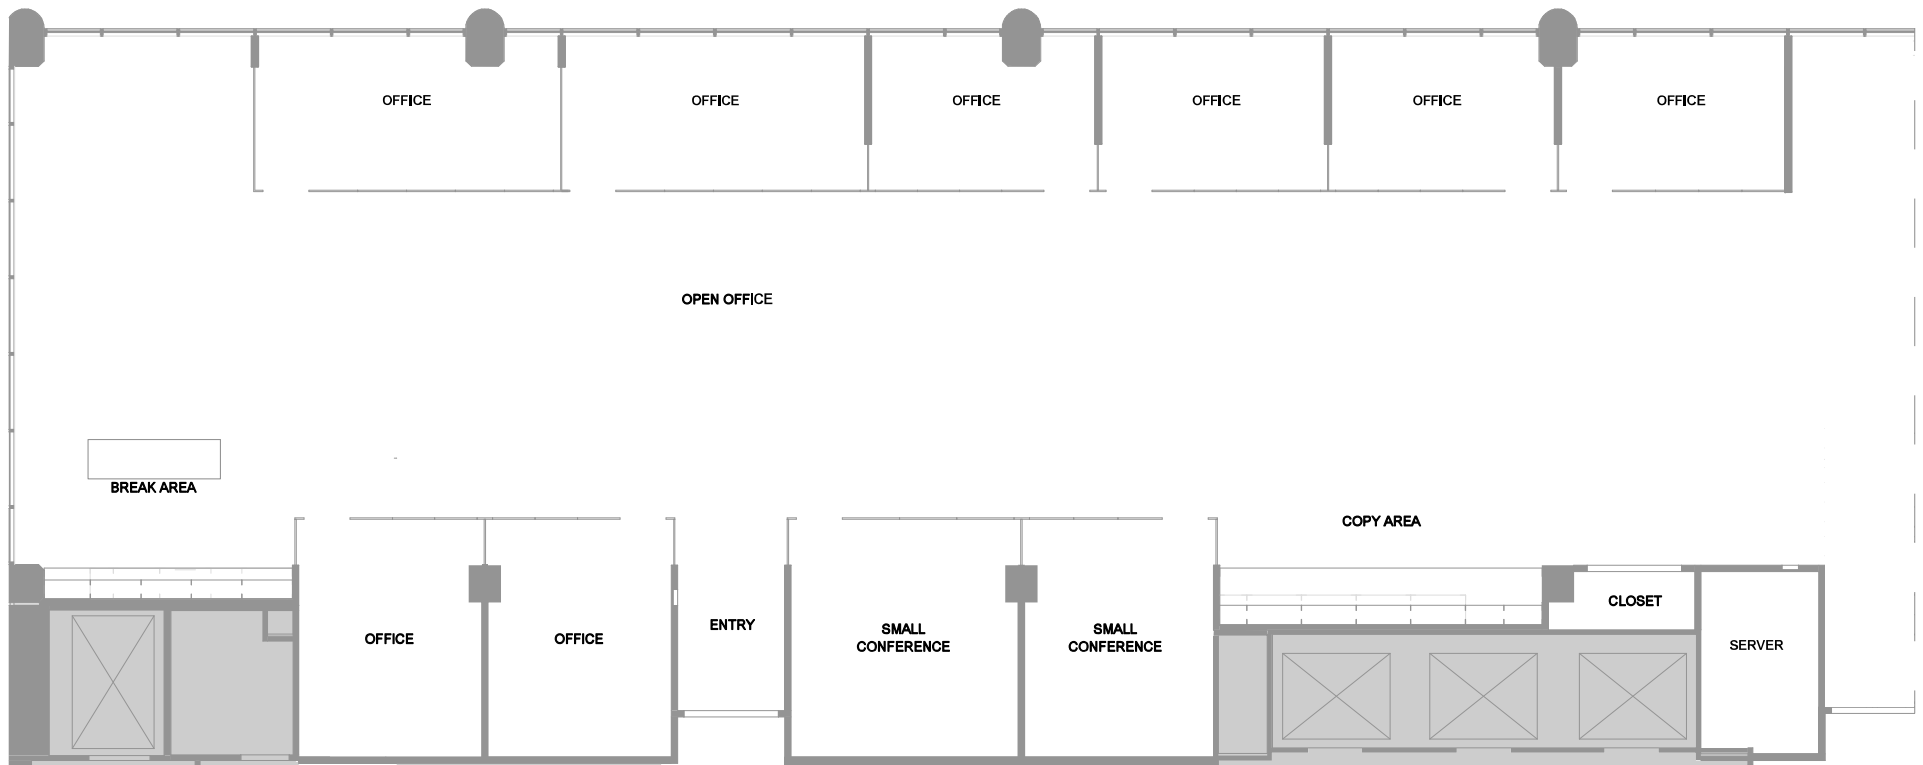 OFFICE
OFFICE
OFFICE
OFFICE
OFFICE
OFFICE
OPEN OFFICE
BREAK AREA
COPY AREA
CLOSET
ENTRY
SMALL
CONFERENCE
SMALL
CONFERENCE
OFFICE
OFFICE
SERVER